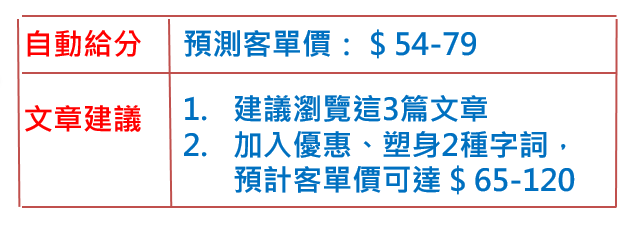 自動給分 預測客單價： $ 54-79
文章建議
1. 建議瀏覽這3篇文章
2. 加入優惠、塑身2種字詞，
預計客單價可達 $ 65-120